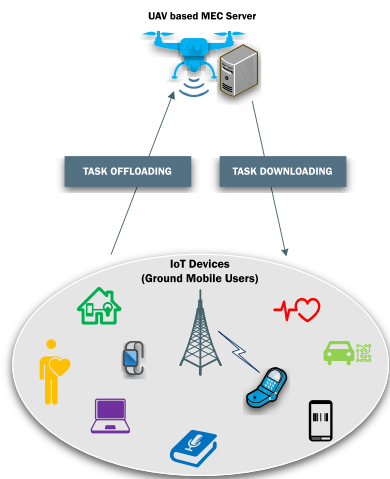 UAV based MEC Server
TASK OFFLOADING
TASK DOWNLOADING
IoT Devices
(Ground Mobile Users)